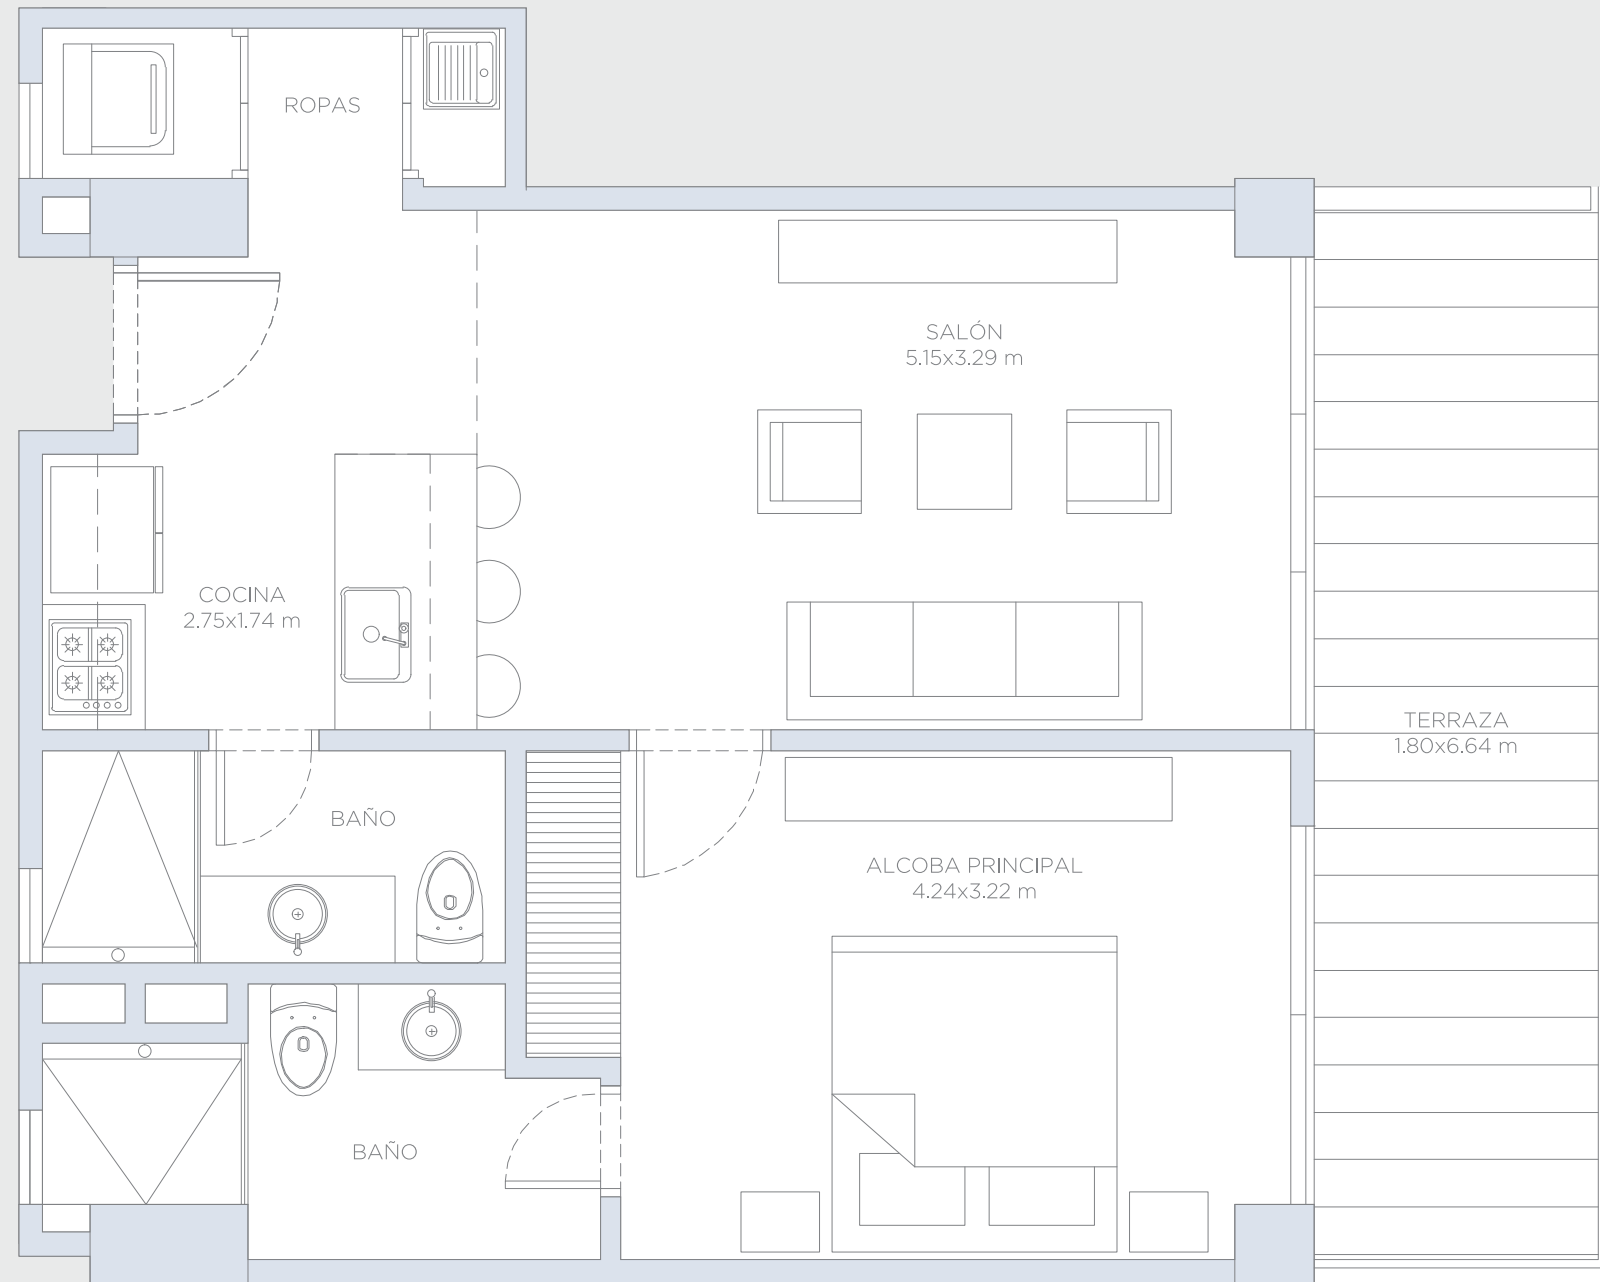 ROPAS
SALÓN
5.15x3.29 m
COCINA
2.75x1.74 m
TERRAZA
1.80x6.64 m
BAÑO
ALCOBA PRINCIPAL
4.24x3.22 m
BAÑO